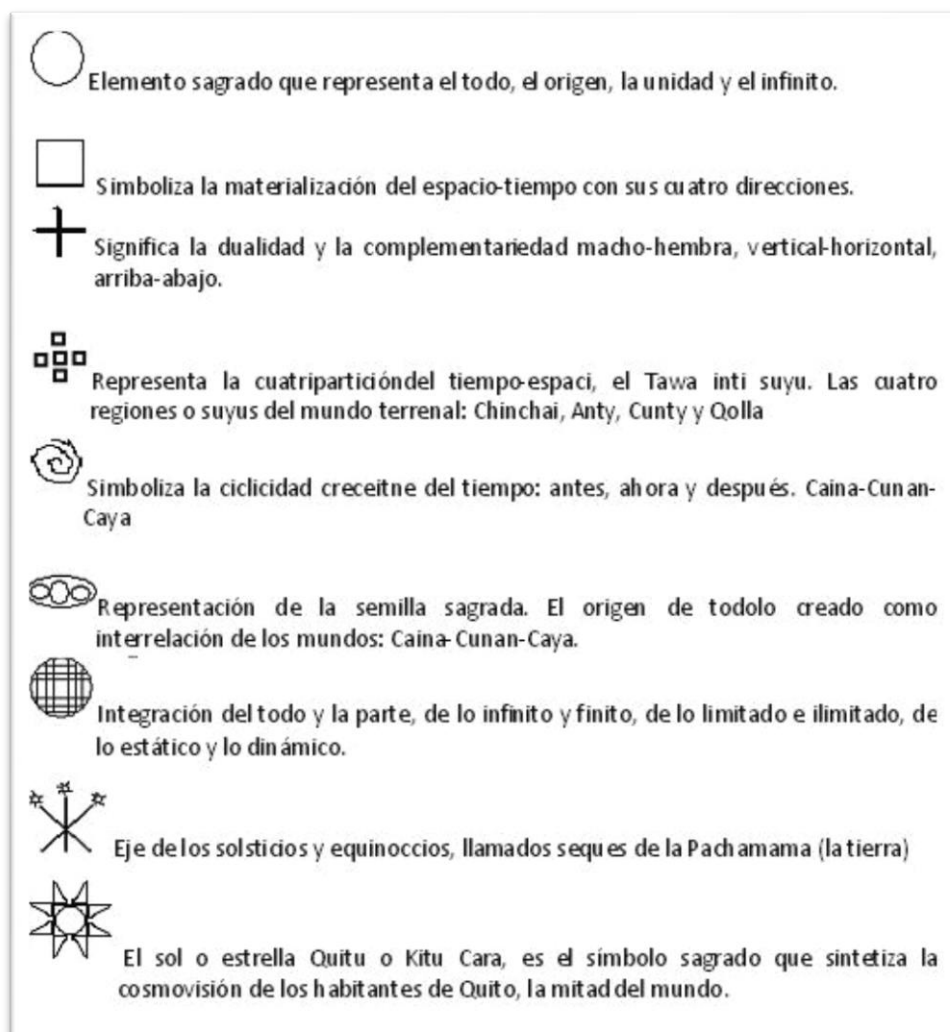 Elemento sagrado que representa el todo, el origen, la unidad y el infinito.
Simboliza la materialización del espacio-tiempo con sus cuatro direcciones.
Significa la dualidad y la complementariedad macho-hembra, vertical-horizontal,
arriba-abajo.
Representa la cuatriparticióndel tiempo-espaci, el Tawa inti suyu. Las cuatro
regiones o suyus del mundo terrenal: Chinchai, Anty, Cunty y Qolla
Simboliza la ciclicidad creceitne del tiempo: antes, ahora y después. Caina-Cunan-
Caya
Representación de la semilla sagrada. El origen de todolo creado como
interrelación de los mundos: Caina-Cunan-Caya.
Integración del todo y la parte, de lo infinito y finito, de lo limitado e ilimitado, de
lo estático y lo dinámico.
Eje de los solsticios y equinoccios, llamados seques de la Pachamama (la tierra)
El sol o estrella Quitu o Kitu Cara, es el símbolo sagrado que sintetiza la
cosmovisión de los habitantes de Quito, la mitad del mundo.